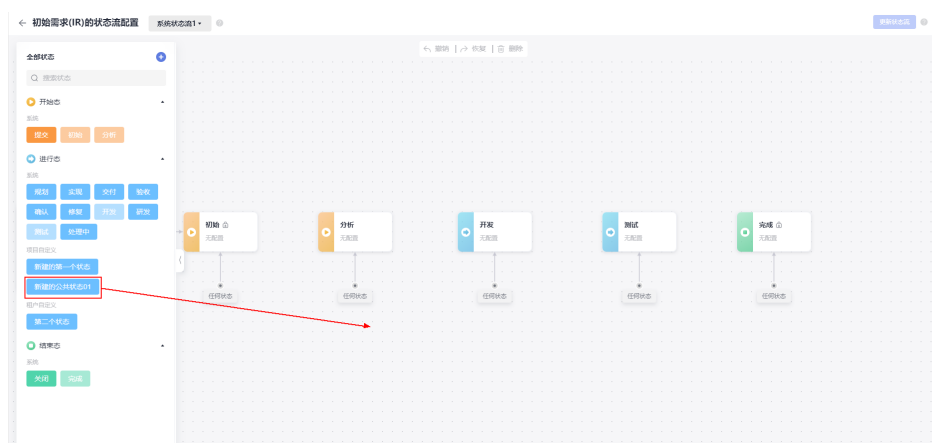 ← 初始需求(IR)的状态流配置 系统状态流1 更新状态流
全部状态
撤销 | 恢复 | 删除
搜索状态
开始态
系统
提交 初始 分析
进行态
系统
规划 实现 交付 验收
确认 修复 开发 研发
测试 处理中
项目自定义
新建的第一个状态
新建的公共状态01
租户自定义
第二个状态
结束态
系统
关闭 完成
初始 分析 开发 测试 完成
无配置 无配置 无配置 无配置 无配置
任何状态 任何状态 任何状态 任何状态 任何状态